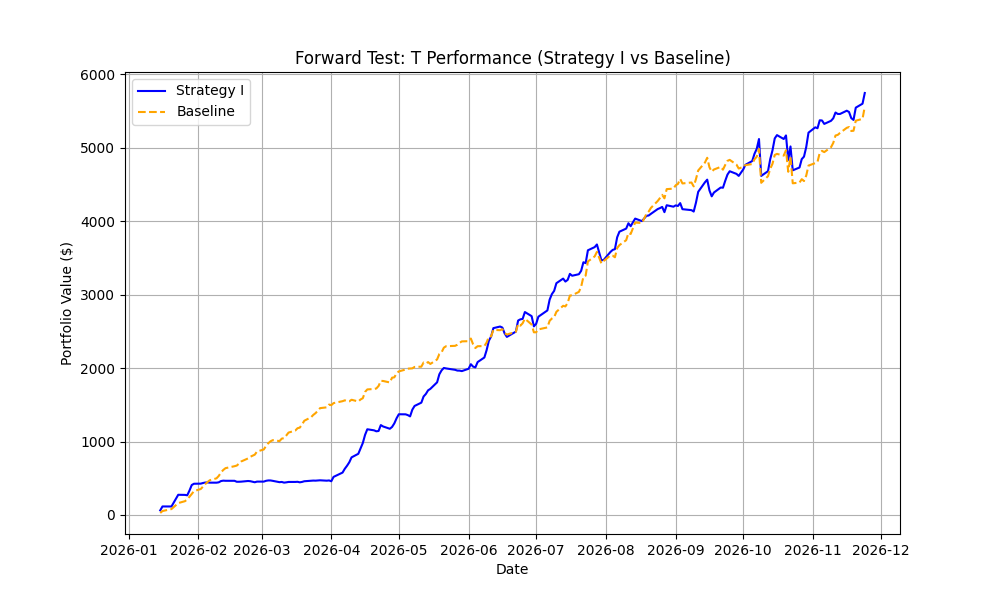 Forward Test: T Performance (Strategy I vs Baseline)
Strategy I
Baseline
Portfolio Value ($)
6000
5000
4000
3000
2000
1000
0
2026-01 2026-02 2026-03 2026-04 2026-05 2026-06 2026-07 2026-08 2026-09 2026-10 2026-11 2026-12
Date